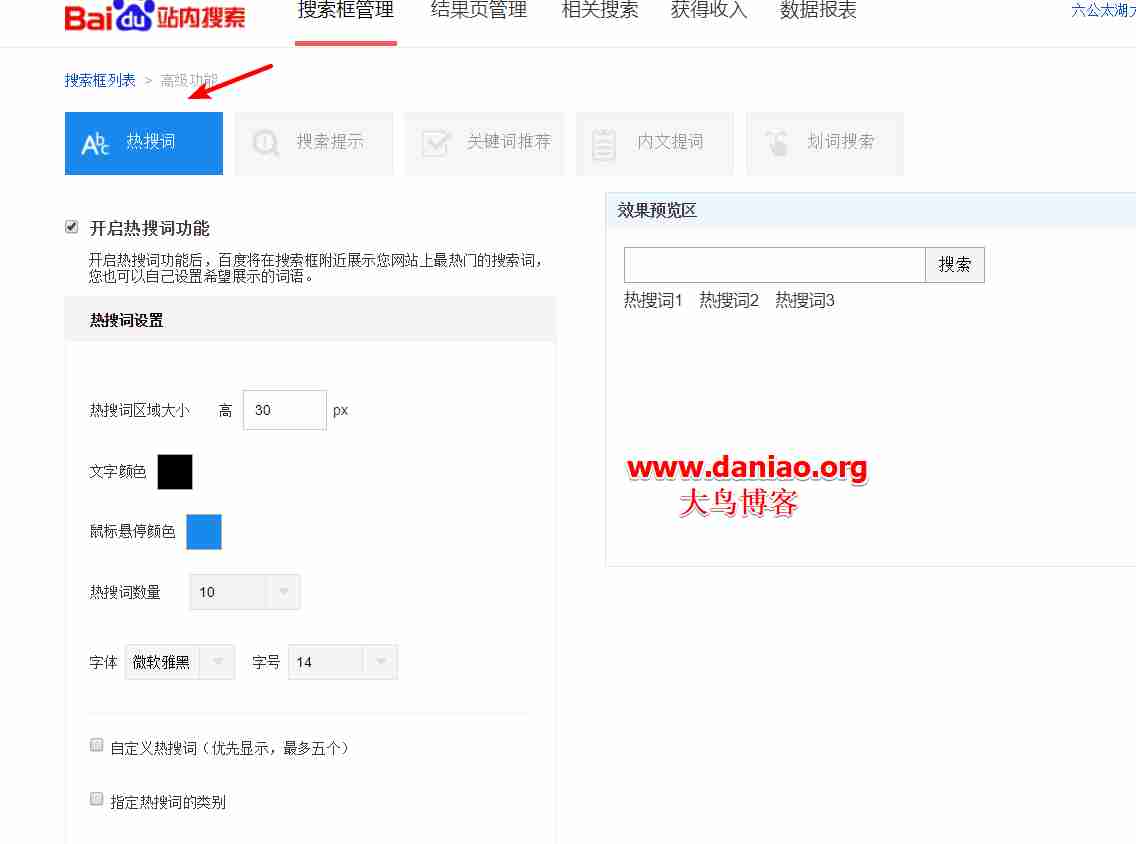 Bai du 站内搜索
搜索框管理 结果页管理 相关搜索 获得收入 数据报表
六公太湖
搜索框列表 > 高级功能
Abc 热搜词 搜索提示 关键词推荐 内文提词 划词搜索
开启热搜词功能
开启热搜词功能后，百度将在搜索框附近展示您网站上最热门的搜索词，
您也可以自己设置希望展示的词语。
热搜词设置
热搜词区域大小 高 30 px
文字颜色
鼠标悬停颜色
热搜词数量 10
字体 微软雅黑 字号 14
自定义热搜词（优先显示，最多五个）
指定热搜词的类别
效果预览区
搜索
热搜词1 热搜词2 热搜词3
www.daniao.org
大鸟博客